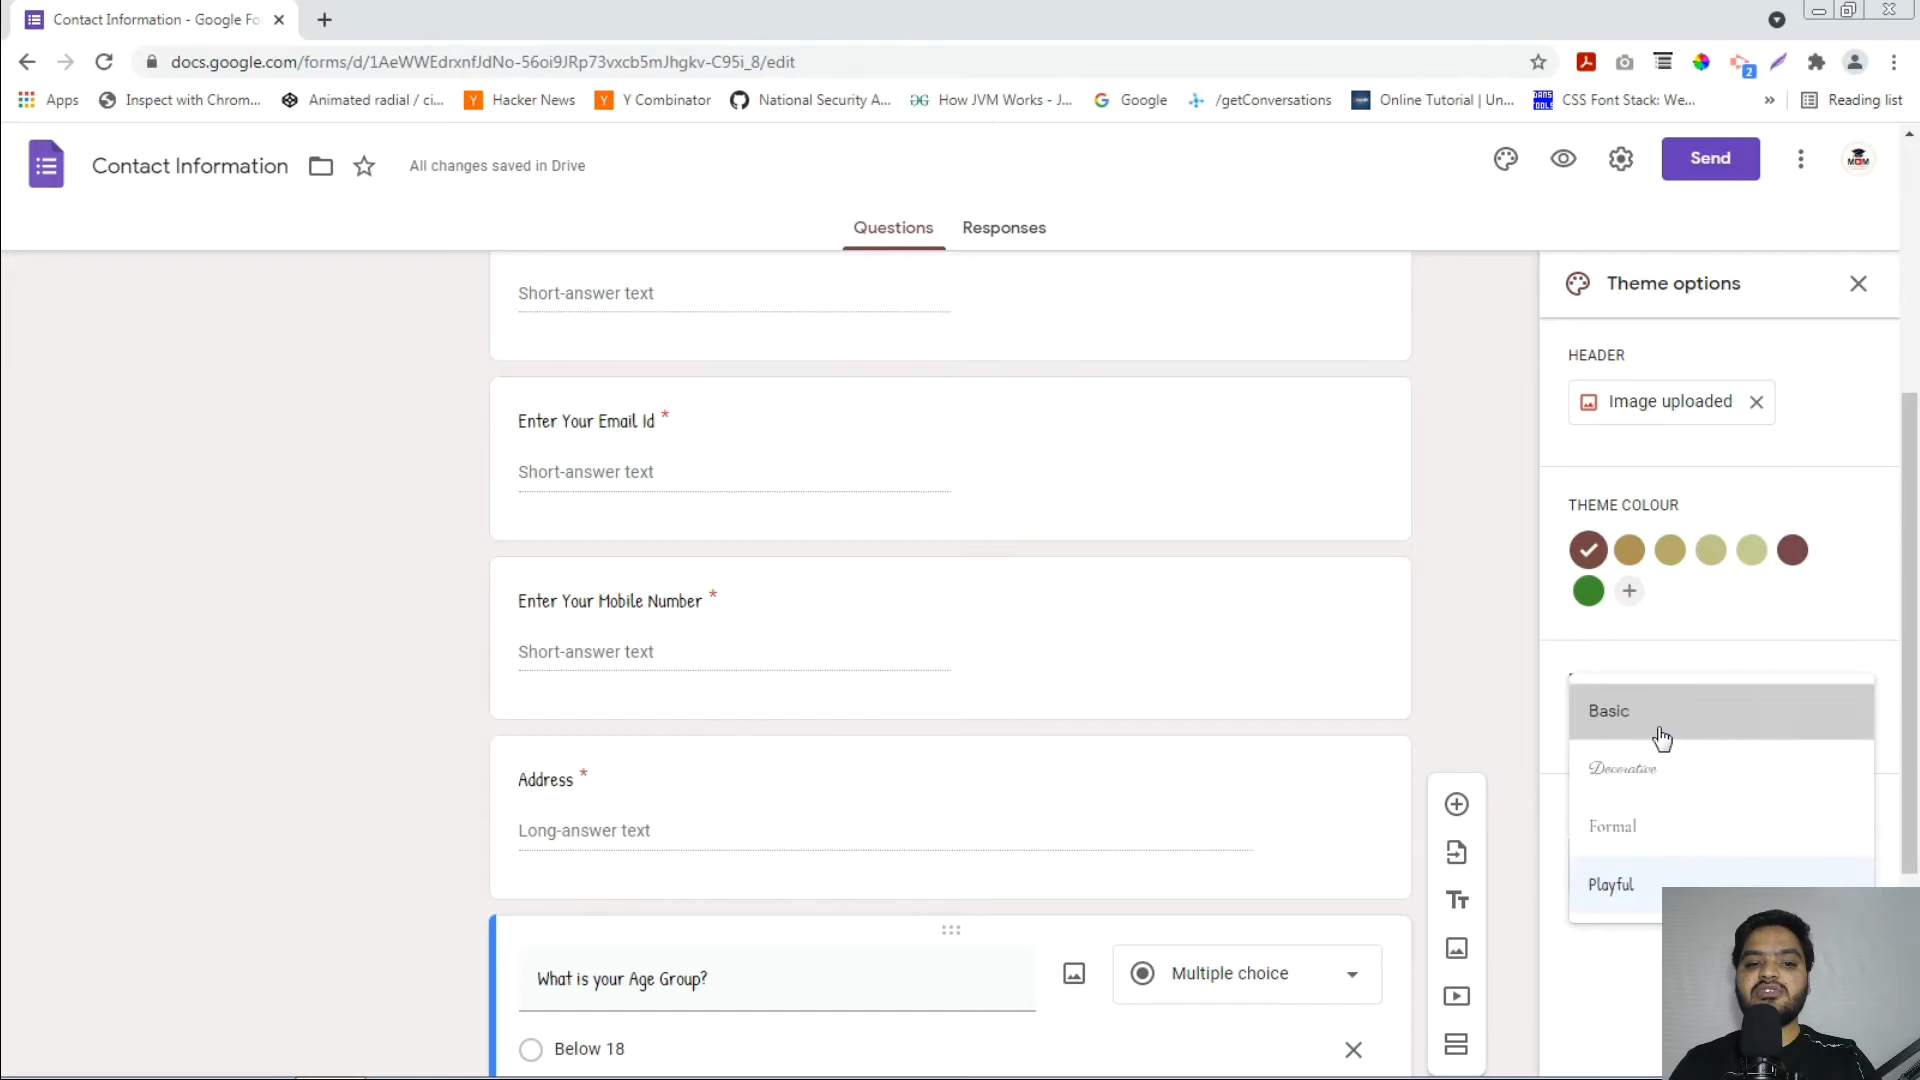 Contact Information - Google Fo
docs.google.com/forms/d/1AeWWEdrxnfJdNo-56oi9JRp73vxcb5mJhgkv-C95i_8/edit
2
Apps
Inspect with Chrom...
Animated radial / ci...
Hacker News
Y Combinator
National Security A...
How JVM Works - J...
Google
/getConversations
Online Tutorial | Un...
CSS Font Stack: We...
»
Reading list
Contact Information
All changes saved in Drive
Send
Questions
Responses
Short-answer text
Enter Your Email Id *
Short-answer text
Enter Your Mobile Number *
Short-answer text
Address *
Long-answer text
What is your Age Group?
Multiple choice
Below 18
Tт
Theme options
HEADER
Image uploaded
THEME COLOUR
Basic
Decorative
Formal
Playful